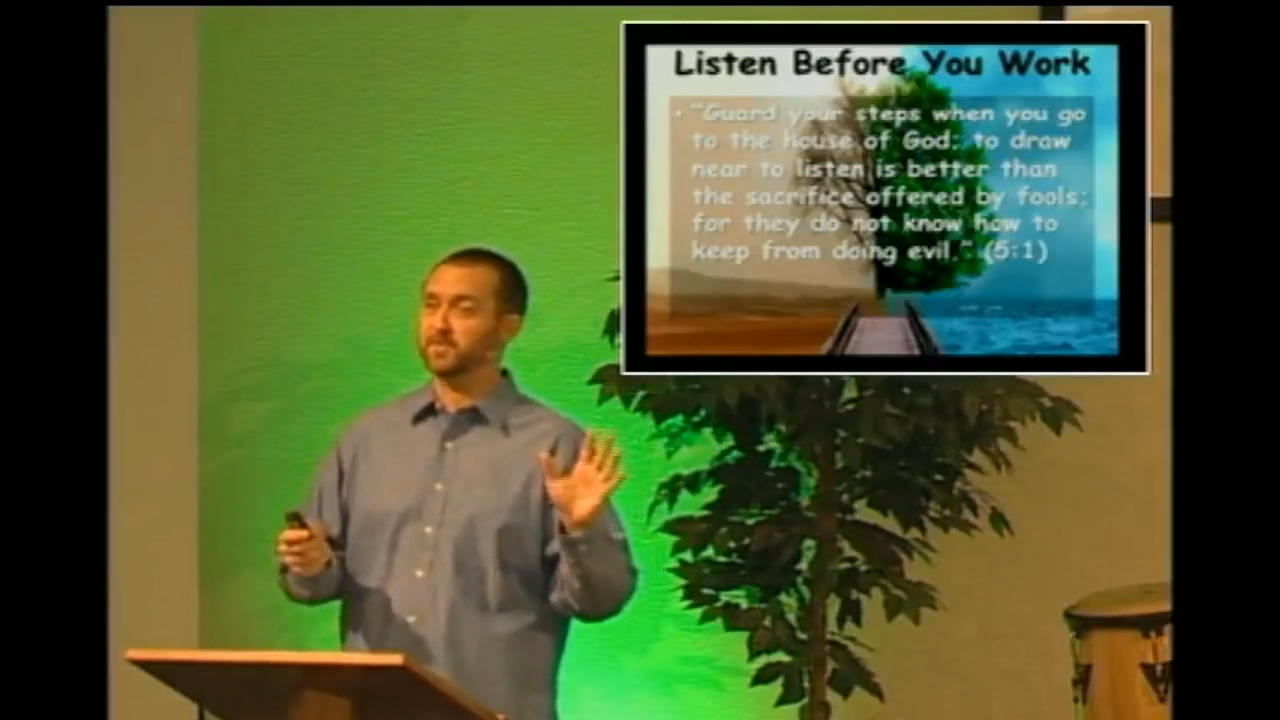 Listen Before You Work
• "Guard your steps when you go
to the house of God; to draw
near to listen is better than
the sacrifice offered by fools;
for they do not know how to
keep from doing evil." (5:1)